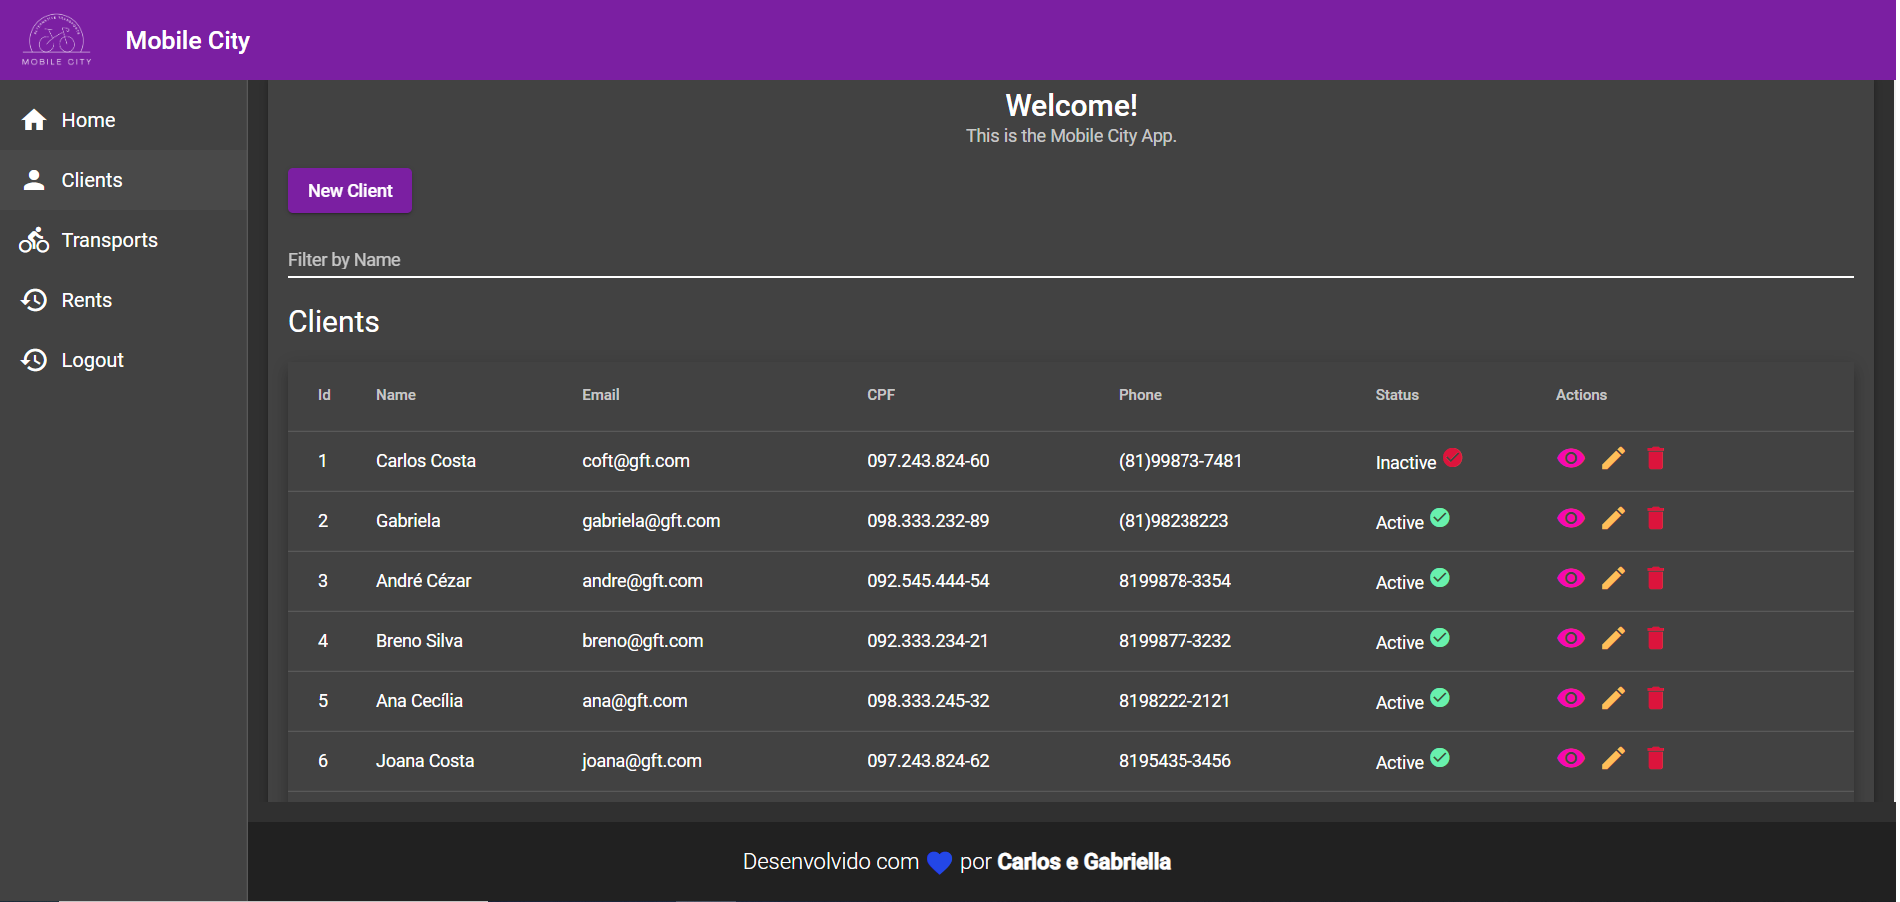 MOBILE CITY
Mobile City
Home
Clients
Transports
Rents
Logout
Welcome!
This is the Mobile City App.
New Client
Filter by Name
Clients
Id Name Email CPF Phone Status Actions
1 Carlos Costa coft@gft.com 097.243.824-60 (81)99873-7481 Inactive
2 Gabriela gabriela@gft.com 098.333.232-89 (81)98238223 Active
3 André Cézar andre@gft.com 092.545.444-54 8199878-3354 Active
4 Breno Silva breno@gft.com 092.333.234-21 8199877-3232 Active
5 Ana Cecília ana@gft.com 098.333.245-32 8198222-2121 Active
6 Joana Costa joana@gft.com 097.243.824-62 8195435-3456 Active
Desenvolvido com por Carlos e Gabriella